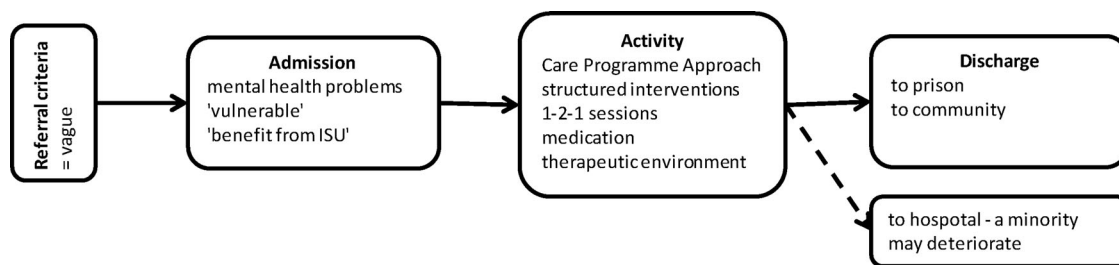 Referral criteria
= vague
Admission
mental health problems
'vulnerable'
'benefit from ISU'
Activity
Care Programme Approach
structured interventions
1-2-1 sessions
medication
therapeutic environment
Discharge
to prison
to community
to hospotal - a minority
may deteriorate